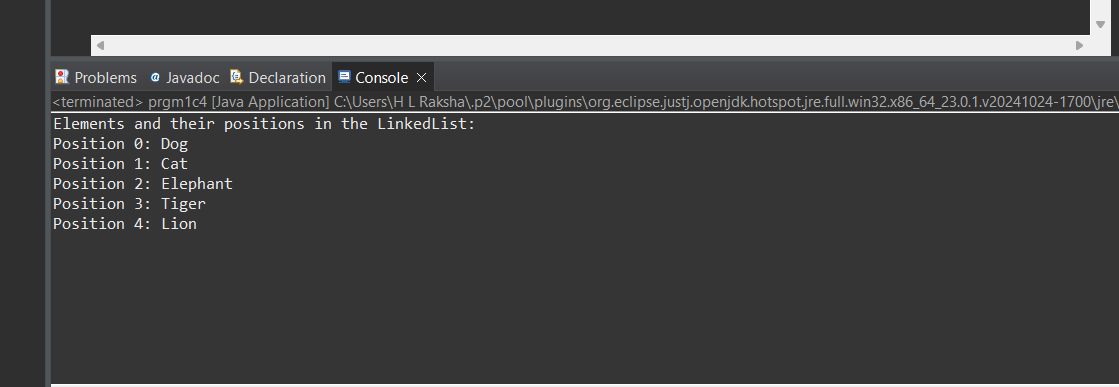 Problems @ Javadoc Declaration Console
<terminated> prgm1c4 [Java Application] C:\Users\H L Raksha\.p2\pool\plugins\org.eclipse.justj.openjdk.hotspot.jre.full.win32.x86_64_23.0.1.v20241024-1700\jre\
Elements and their positions in the LinkedList:
Position 0: Dog
Position 1: Cat
Position 2: Elephant
Position 3: Tiger
Position 4: Lion